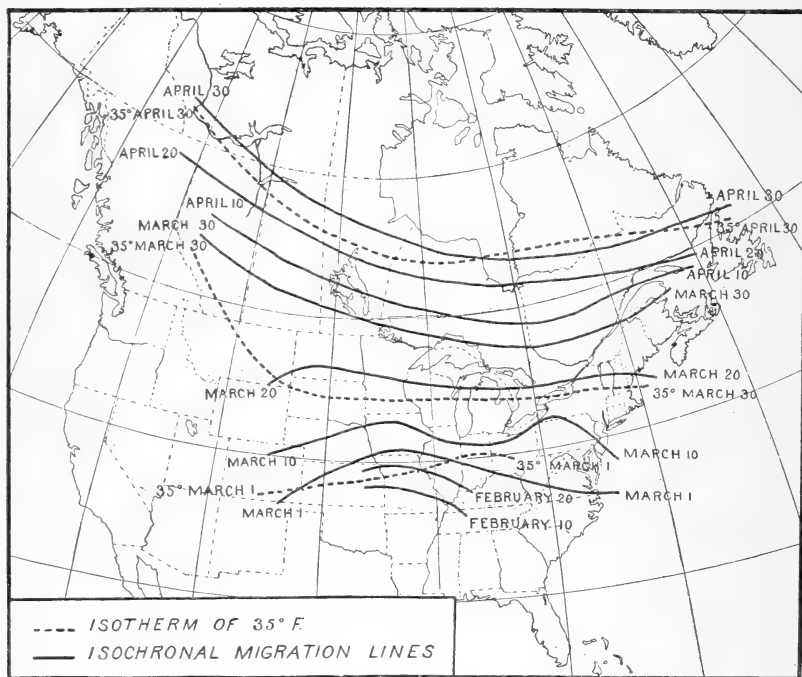 APRIL 30
35° APRIL 30
APRIL 20
APRIL 10
MARCH 30
35° MARCH 30
APRIL 30
35° APRIL 30
APRIL 20
APRIL 10
MARCH 30
MARCH 20
MARCH 20
35° MARCH 30
MARCH 10
MARCH 10
35° MARCH 1
35° MARCH 1
MARCH 1
MARCH 1
FEBRUARY 20
FEBRUARY 10
ISOTHERM OF 35° F.
ISOCHRONAL MIGRATION LINES